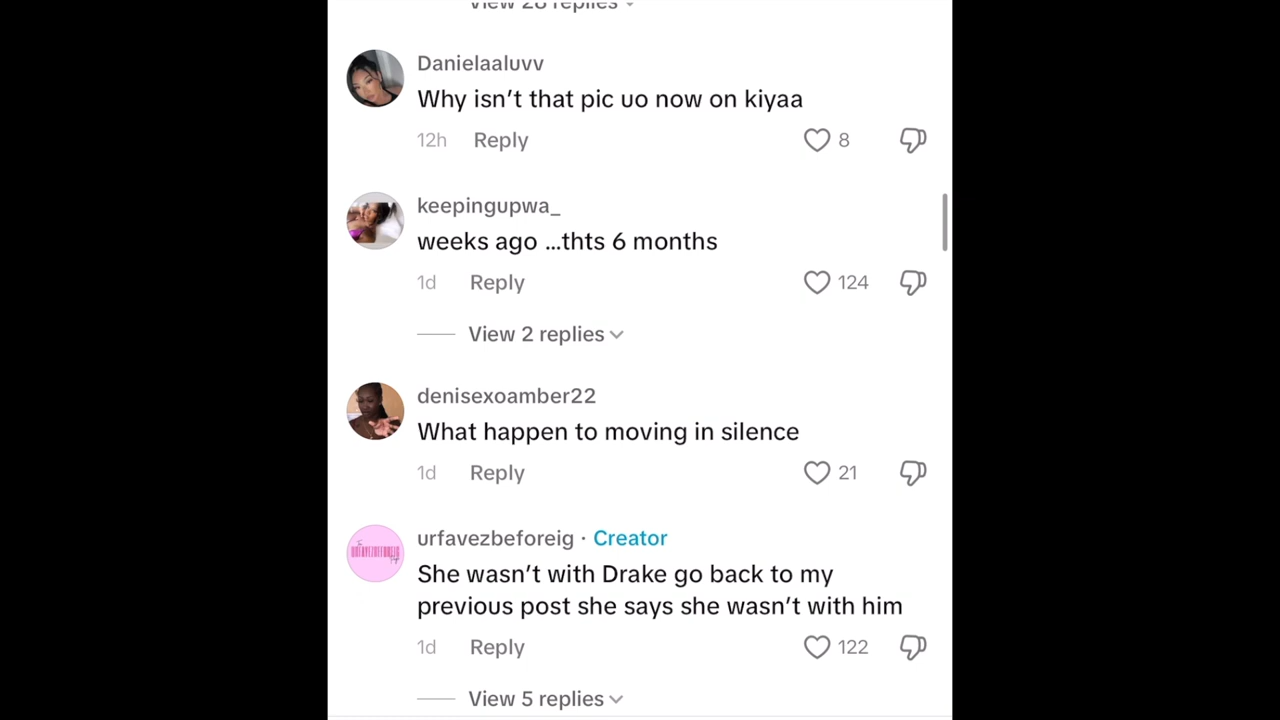 View 28 replies
Danielaaluvv
Why isn’t that pic uo now on kiyaa
12h Reply 8
keepingupwa_
weeks ago ...thts 6 months
1d Reply 124
View 2 replies
denisexoamber22
What happen to moving in silence
1d Reply 21
urfavezbeforeig · Creator
She wasn’t with Drake go back to my
previous post she says she wasn’t with him
1d Reply 122
View 5 replies